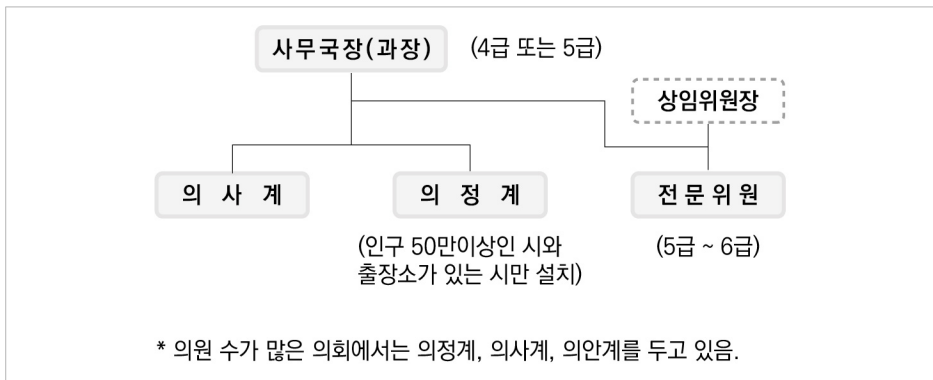 사무국장(과장) (4급 또는 5급)
상임위원장
의 사 계 의 정 계 전 문 위 원
(인구 50만이상인 시와 (5급 ~ 6급)
출장소가 있는 시만 설치)
* 의원 수가 많은 의회에서는 의정계, 의사계, 의안계를 두고 있음.